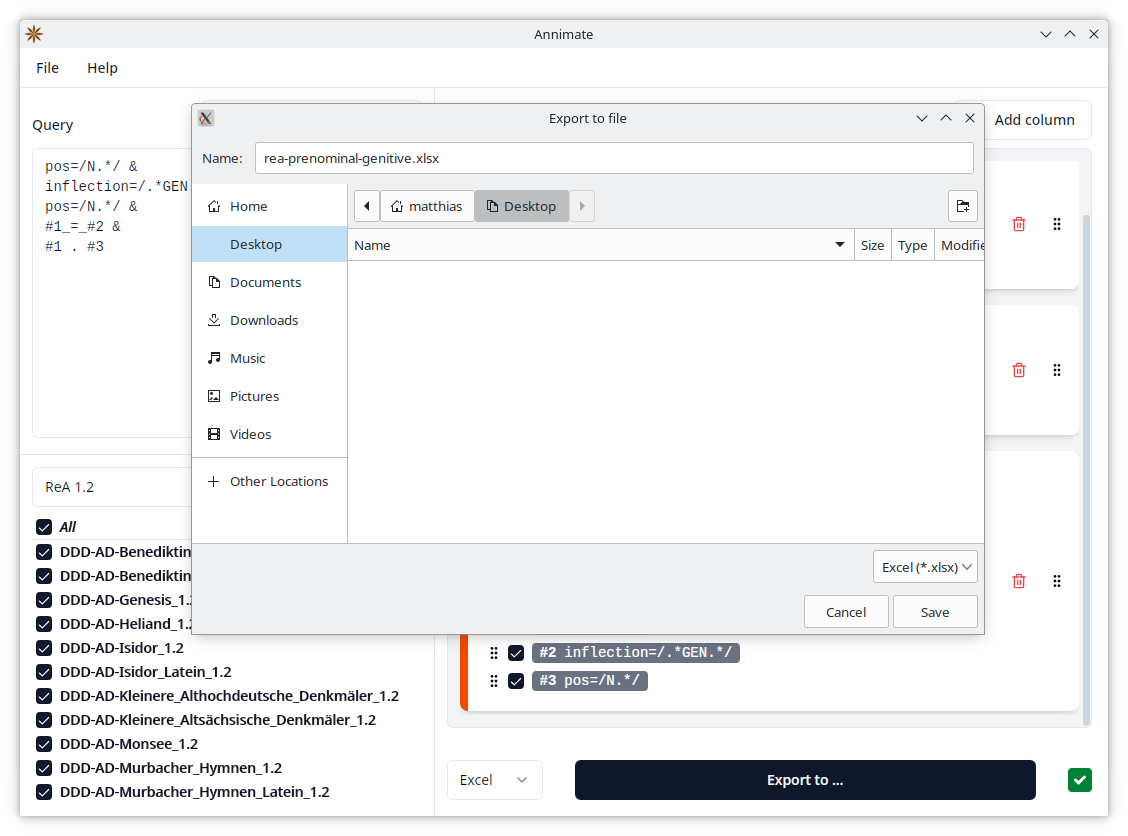 Annimate
File Help
Query
Add column
pos=/N.*/ &
inflection=/.*GEN
pos=/N.*/ &
#1_=_#2 &
#1 . #3
Export to file
Name: rea-prenominal-genitive.xlsx
Home
Desktop
Documents
Downloads
Music
Pictures
Videos
Other Locations
matthias Desktop
Name Size Type Modifie
Excel (*.xlsx)
Cancel Save
ReA 1.2
All
DDD-AD-Benediktin
DDD-AD-Benediktin
DDD-AD-Genesis_1.2
DDD-AD-Heliand_1.2
DDD-AD-Isidor_1.2
DDD-AD-Isidor_Latein_1.2
DDD-AD-Kleinere_Althochdeutsche_Denkmäler_1.2
DDD-AD-Kleinere_Altsächsische_Denkmäler_1.2
DDD-AD-Monsee_1.2
DDD-AD-Murbacher_Hymnen_1.2
DDD-AD-Murbacher_Hymnen_Latein_1.2
#2 inflection=/.*GEN.*/
#3 pos=/N.*/
Excel
Export to ...